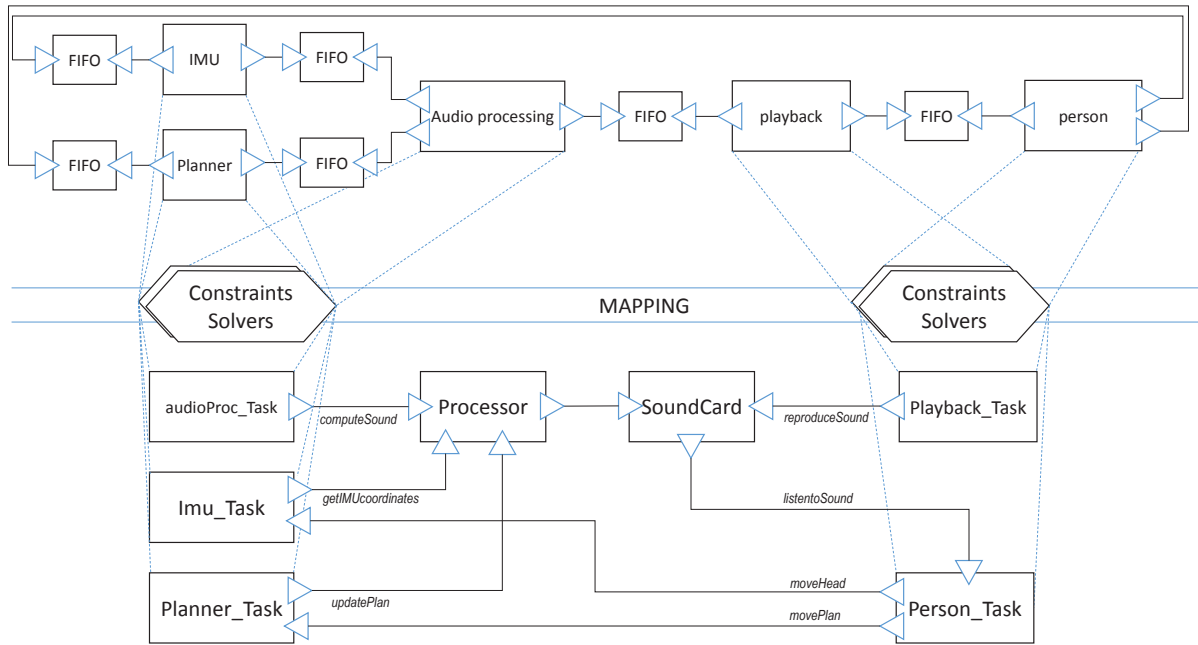 FIFO
IMU
FIFO
Audio processing
FIFO
playback
FIFO
person
FIFO
Planner
FIFO
Constraints
Solvers
MAPPING
Constraints
Solvers
audioProc_Task
computeSound
Processor
SoundCard
reproduceSound
Playback_Task
Imu_Task
getIMUcoordinates
listentoSound
Planner_Task
updatePlan
moveHead
movePlan
Person_Task